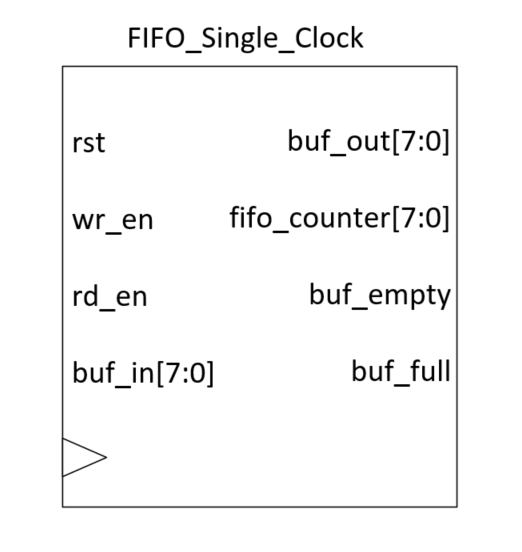 FIFO_Single_Clock
rst
buf_out[7:0]
wr_en
fifo_counter[7:0]
rd_en
buf_empty
buf_in[7:0]
buf_full